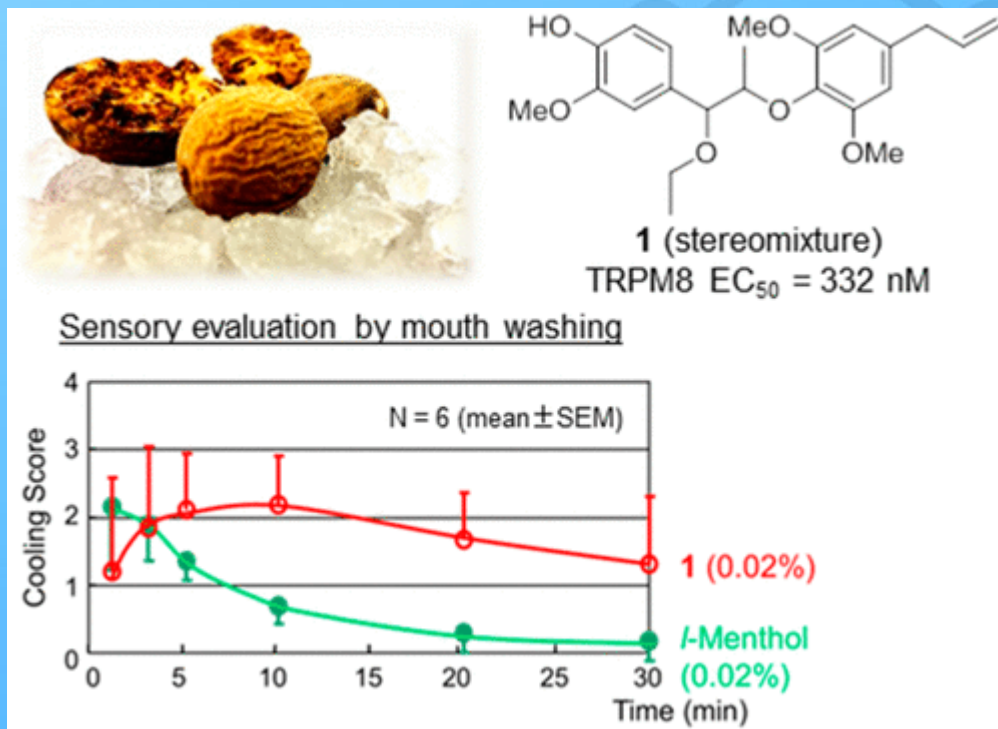 HO
MeO
O
MeO
O
OMe
1 (stereomixture)
TRPM8 EC50 = 332 nM
Sensory evaluation by mouth washing
N = 6 (mean±SEM)
Cooling Score
4
3
2
1
0
0 5 10 15 20 25 30
Time (min)
1 (0.02%)
l-Menthol
(0.02%)